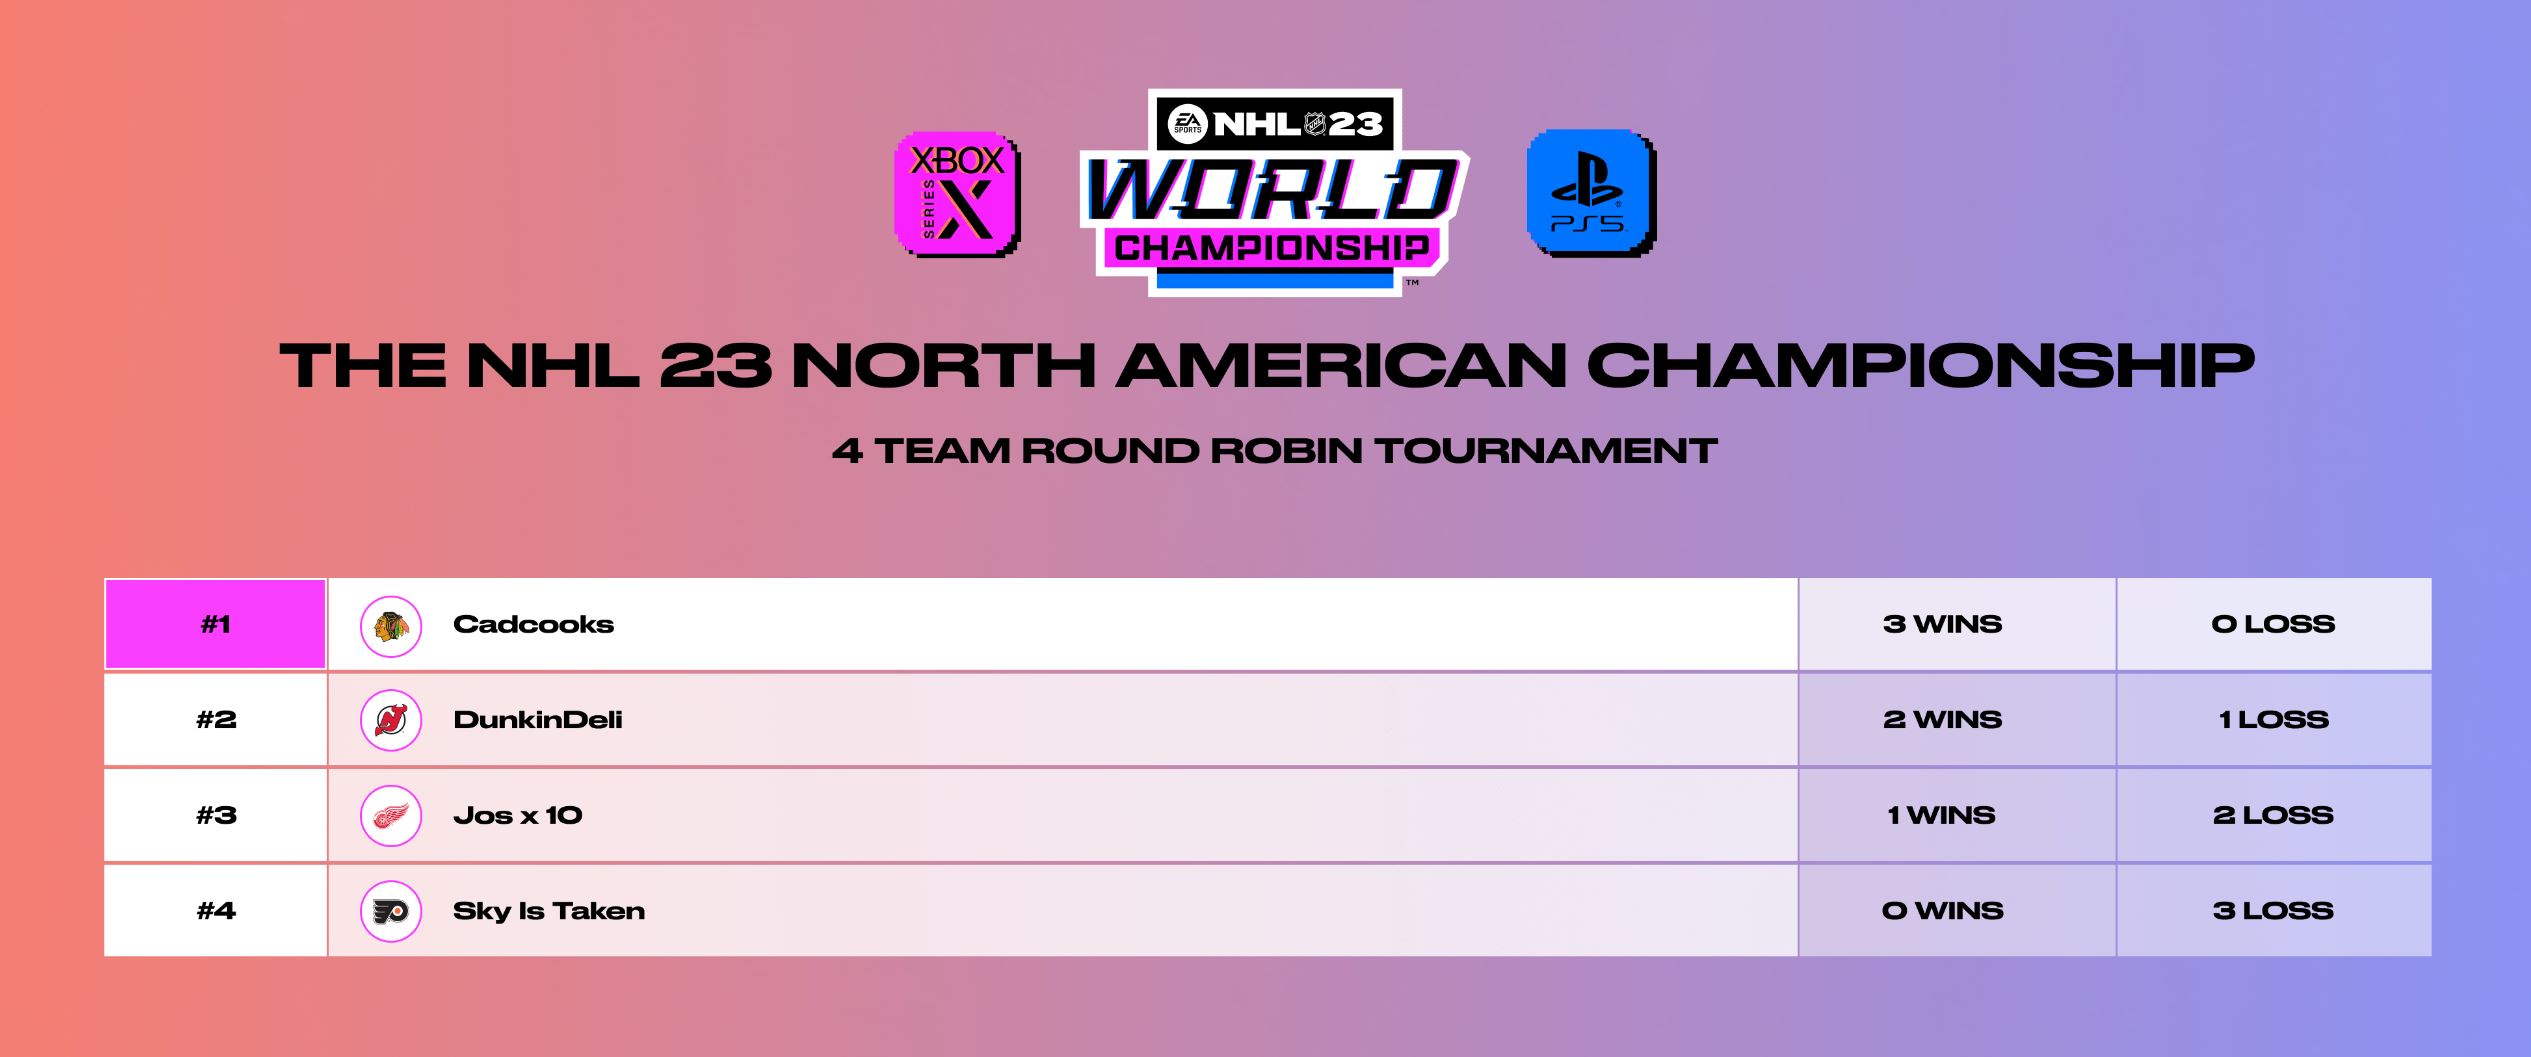 EA SPORTS NHL 23
XBOX SERIES X
WORLD
CHAMPIONSHIP
TM
PS5
THE NHL 23 NORTH AMERICAN CHAMPIONSHIP
4 TEAM ROUND ROBIN TOURNAMENT
#1 Cadcooks 3 WINS 0 LOSS
#2 DunkinDeli 2 WINS 1 LOSS
#3 Jos x 10 1 WINS 2 LOSS
#4 Sky Is Taken 0 WINS 3 LOSS